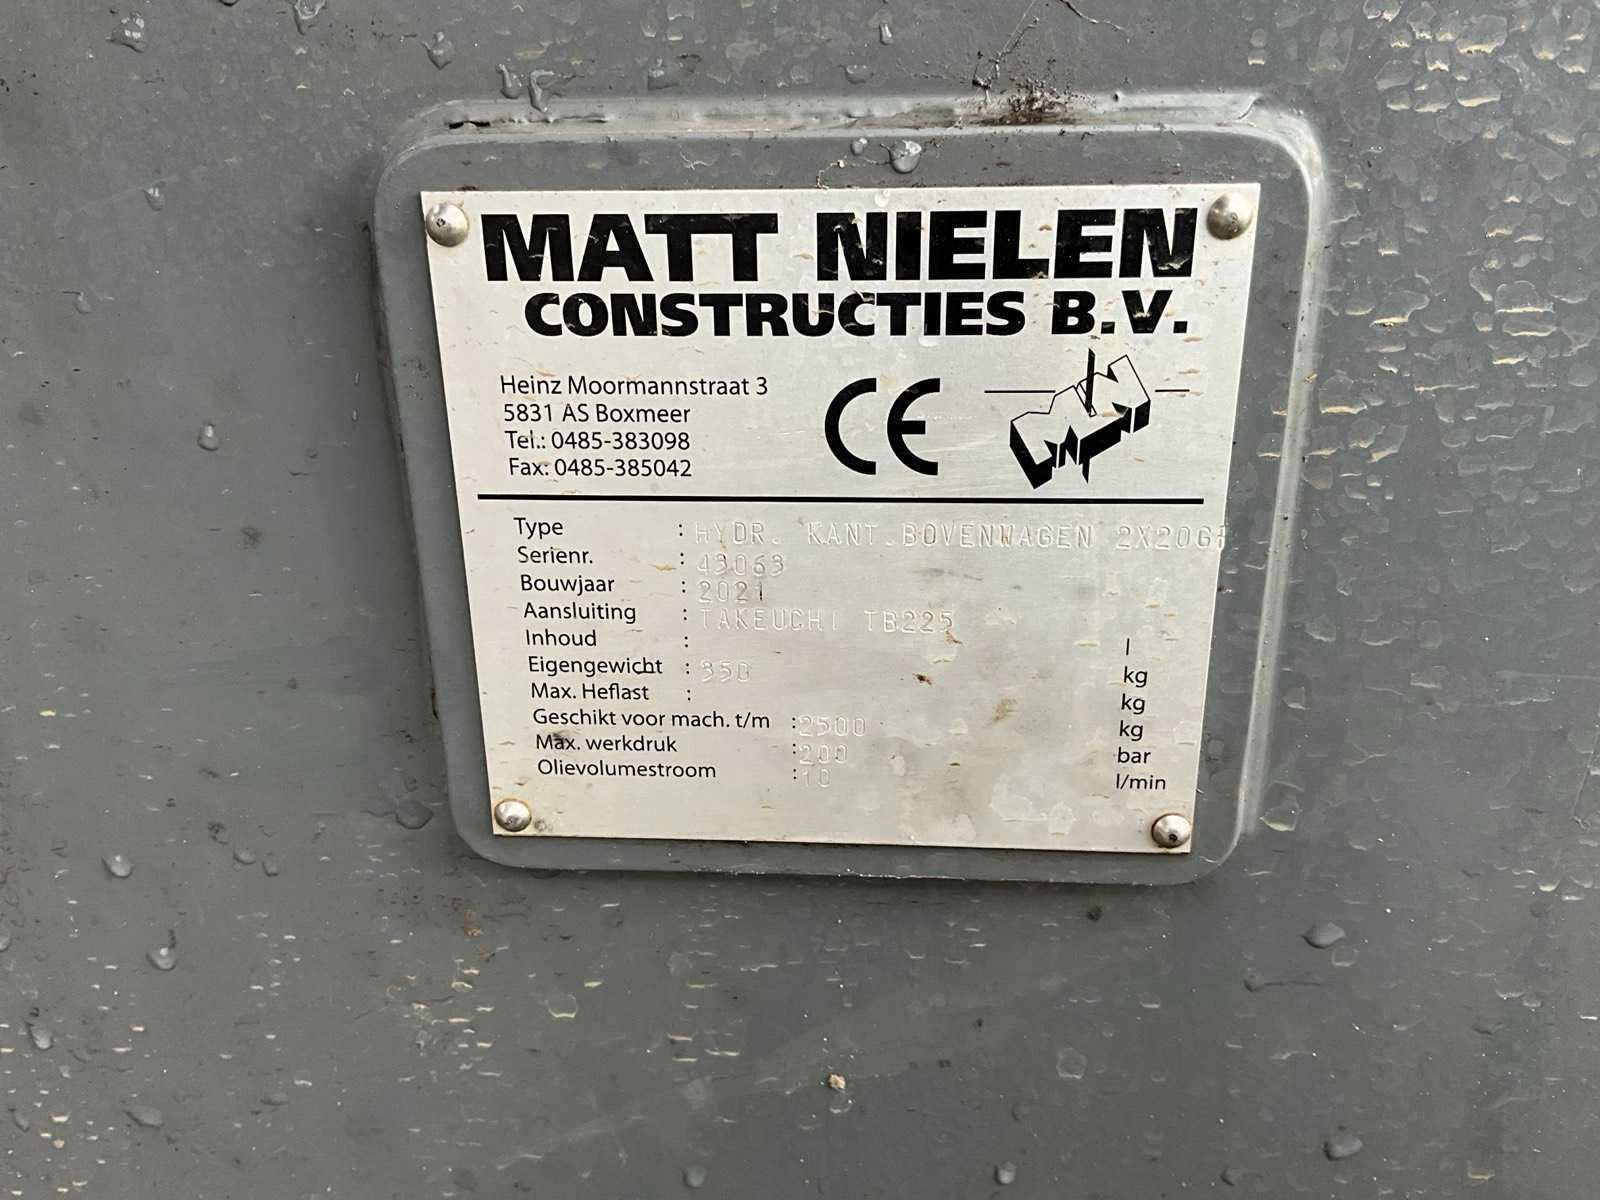 MATT NIELEN
CONSTRUCTIES B.V.
Heinz Moormannstraat 3
5831 AS Boxmeer
Tel.: 0485-383098
Fax: 0485-385042
CE
Type : HYDR. KANT.BOVENWAGEN 2X20G
Serienr. : 43063
Bouwjaar : 2021
Aansluiting : TAKEUCHI TB225
Inhoud : l
Eigengewicht : 350 kg
Max. Heflast : kg
Geschikt voor mach. t/m :2500 kg
Max. werkdruk :200 bar
Olievolumestroom :10 l/min